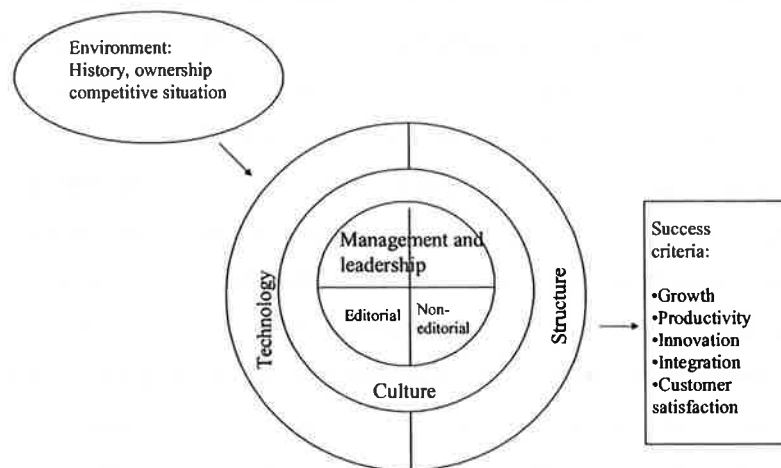 Environment:
History, ownership
competitive situation
Management and
leadership
Editorial
Non-
editorial
Technology
Culture
Structure
Success
criteria:
•Growth
•Productivity
•Innovation
•Integration
•Customer
satisfaction